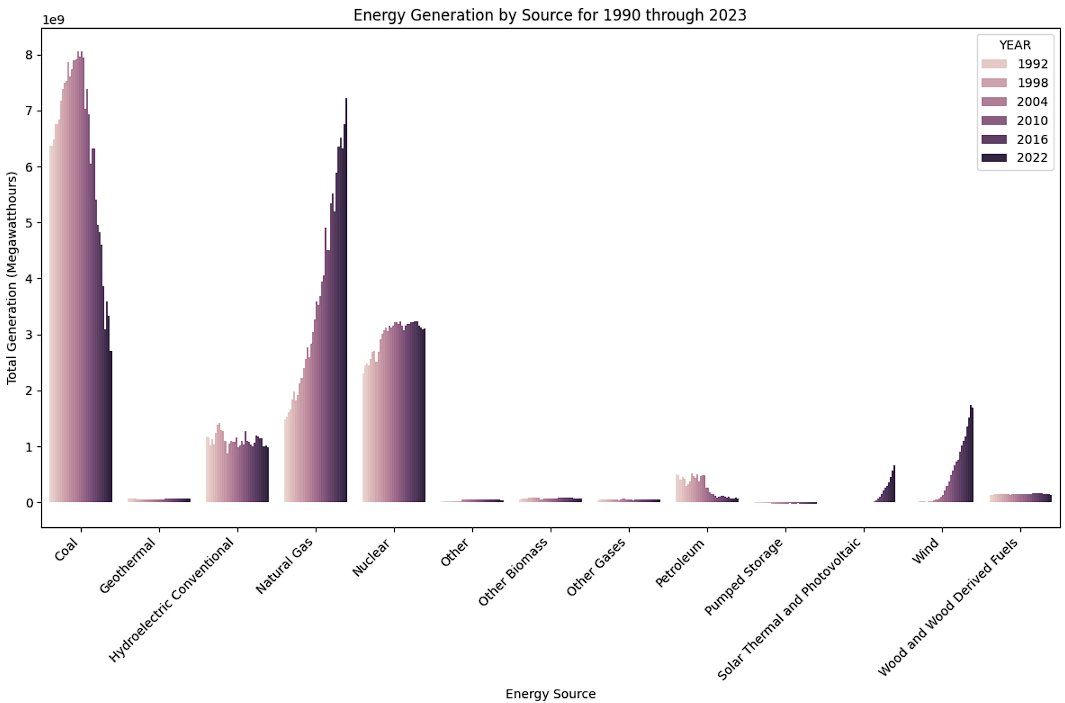 Energy Generation by Source for 1990 through 2023
1e9
8
7
6
5
4
3
2
1
0
Total Generation (Megawatthours)
YEAR
1992
1998
2004
2010
2016
2022
Coal
Geothermal
Hydroelectric Conventional
Natural Gas
Nuclear
Other
Other Biomass
Other Gases
Petroleum
Pumped Storage
Solar Thermal and Photovoltaic
Wind
Wood and Wood Derived Fuels
Energy Source